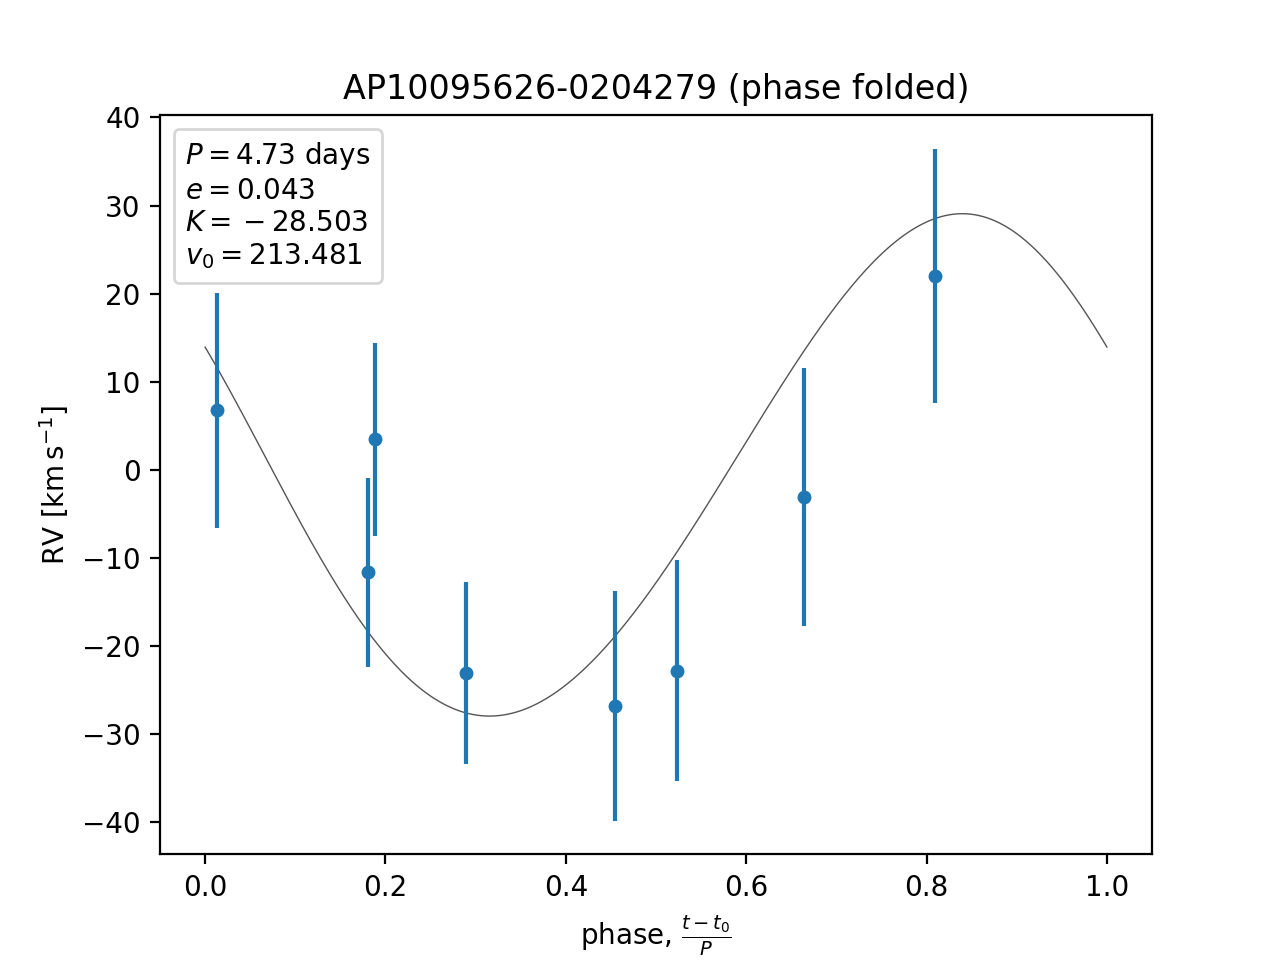 AP10095626-0204279 (phase folded)
P = 4.73 days
e = 0.043
K = −28.503
v₀ = 213.481
40
30
20
10
0
−10
−20
−30
−40
RV [km s⁻¹]
0.0 0.2 0.4 0.6 0.8 1.0
phase, (t − t₀)/P